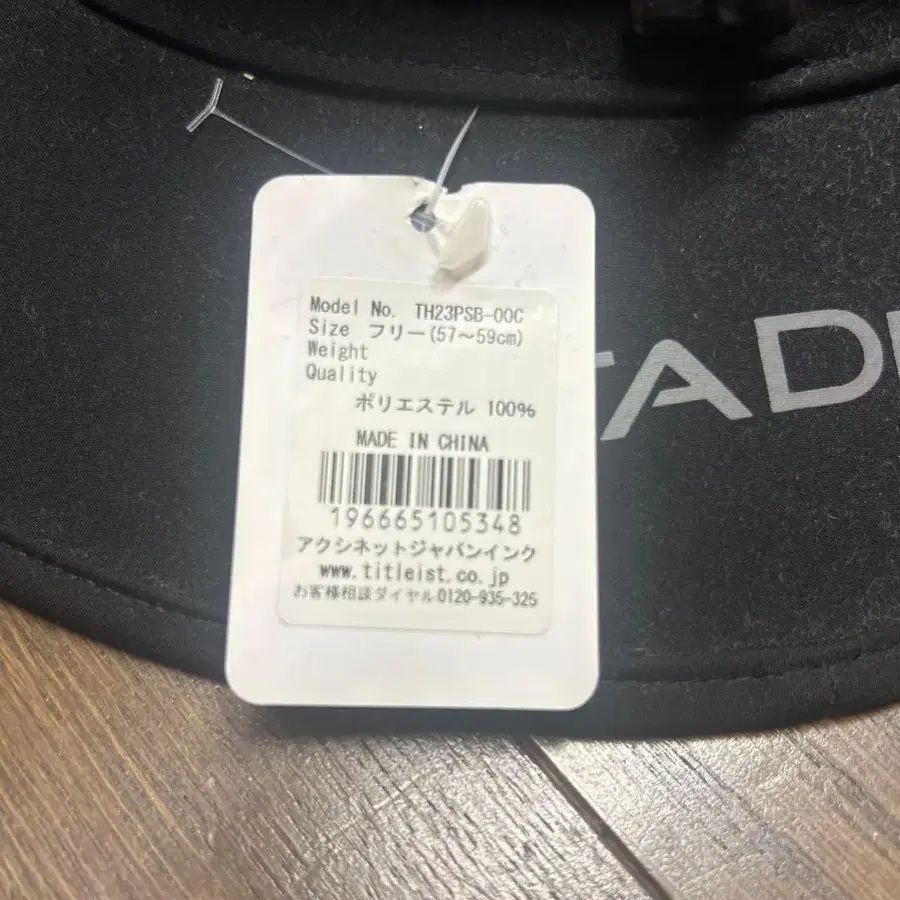 Model No. TH23PSB-00C J
Size フリー(57～59cm)
Weight
Quality
ポリエステル 100%
MADE IN CHINA
196665105348
アクシネットジャパンインク
www.titleist.co.jp
お客様相談ダイヤル0120-935-325
TADI